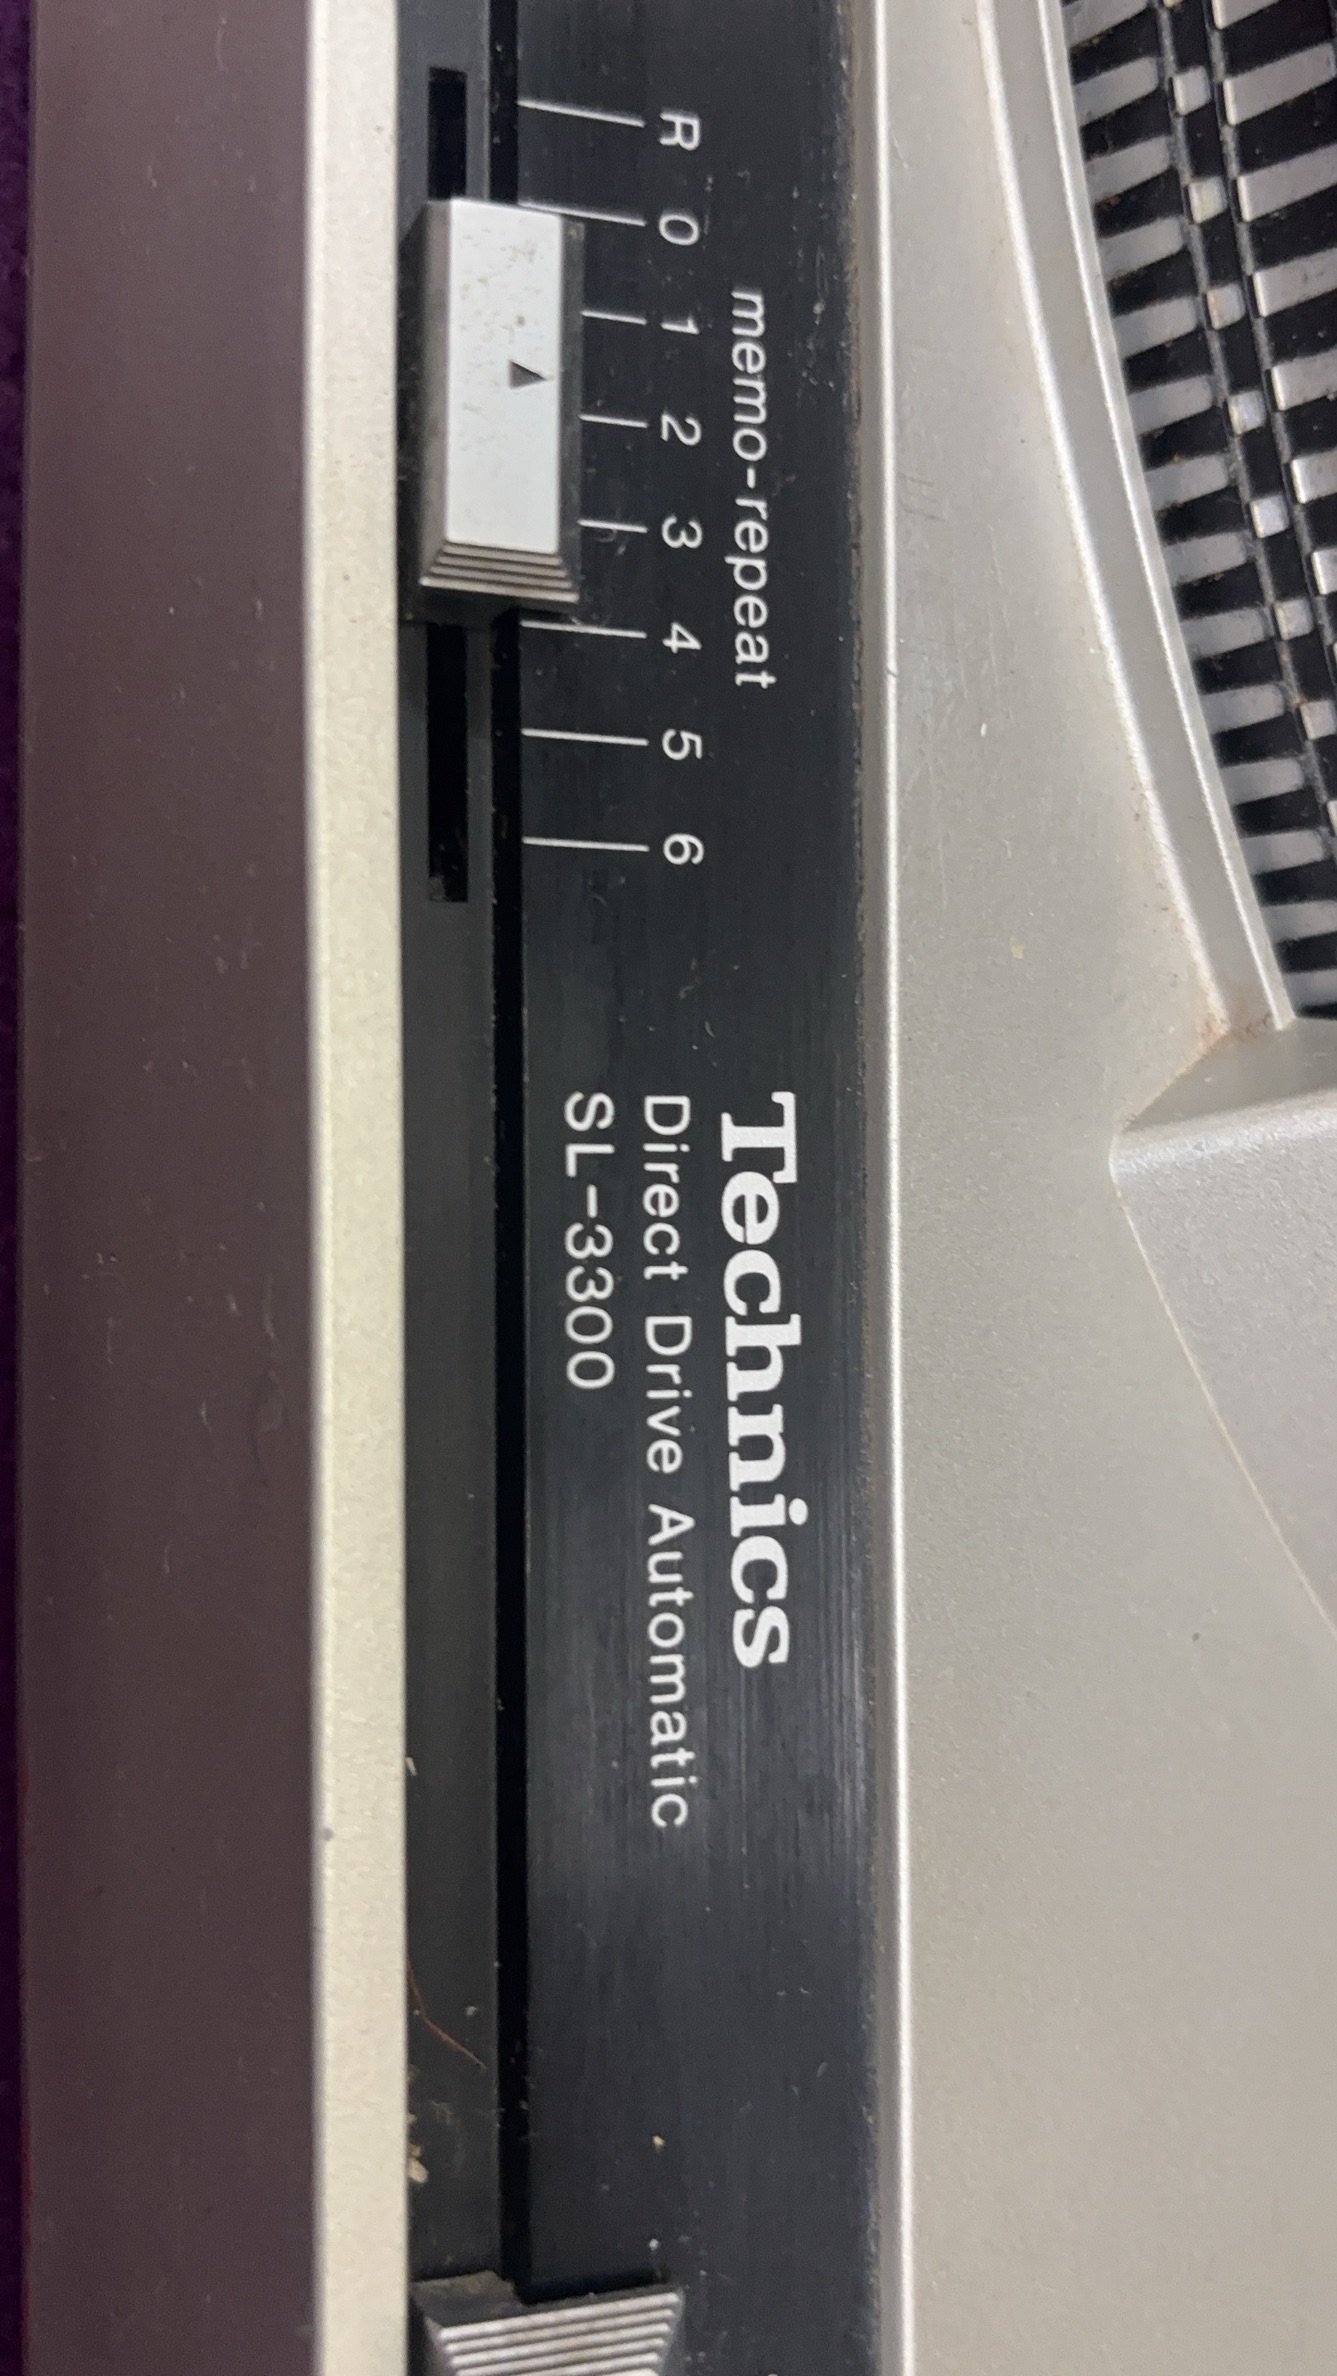 R 0 1 2 3 4 5 6
memo-repeat
Technics
Direct Drive Automatic
SL-3300